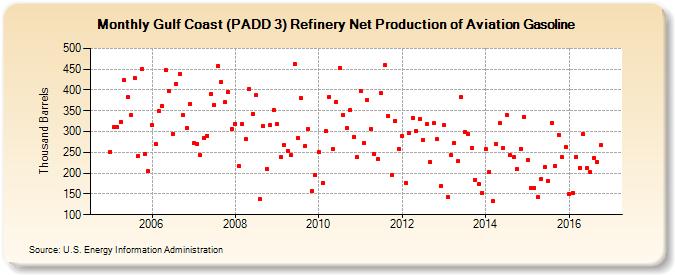 Monthly Gulf Coast (PADD 3) Refinery Net Production of Aviation Gasoline
Thousand Barrels
500
450
400
350
300
250
200
150
100
2006 2008 2010 2012 2014 2016
Source: U.S. Energy Information Administration